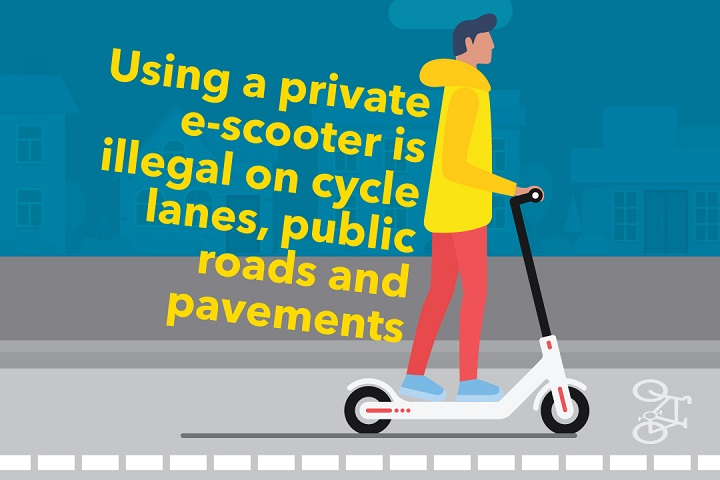 Using a private
e-scooter is
illegal on cycle
lanes, public
roads and
pavements